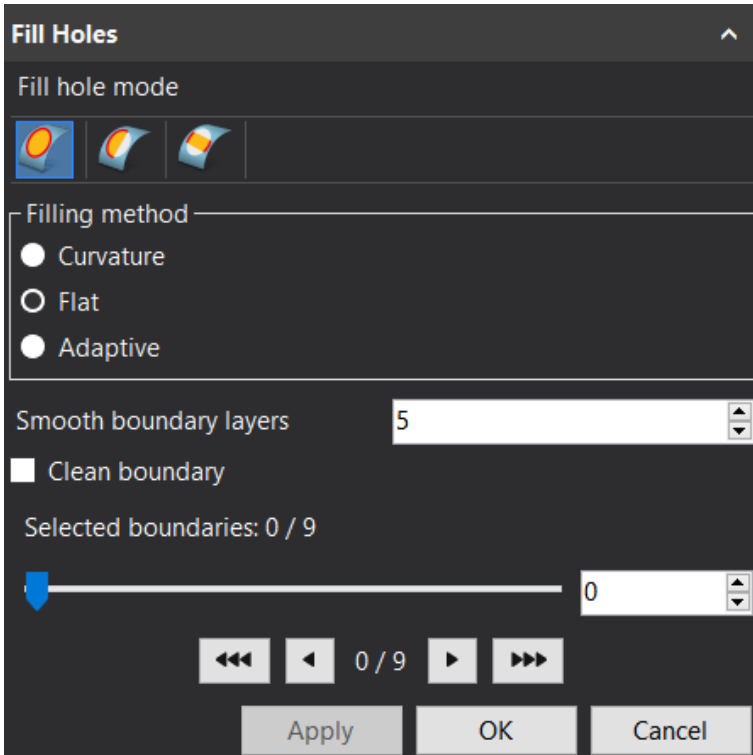 Fill Holes
Fill hole mode
Filling method
Curvature
Flat
Adaptive
Smooth boundary layers 5
Clean boundary
Selected boundaries: 0 / 9
0
0 / 9
Apply OK Cancel